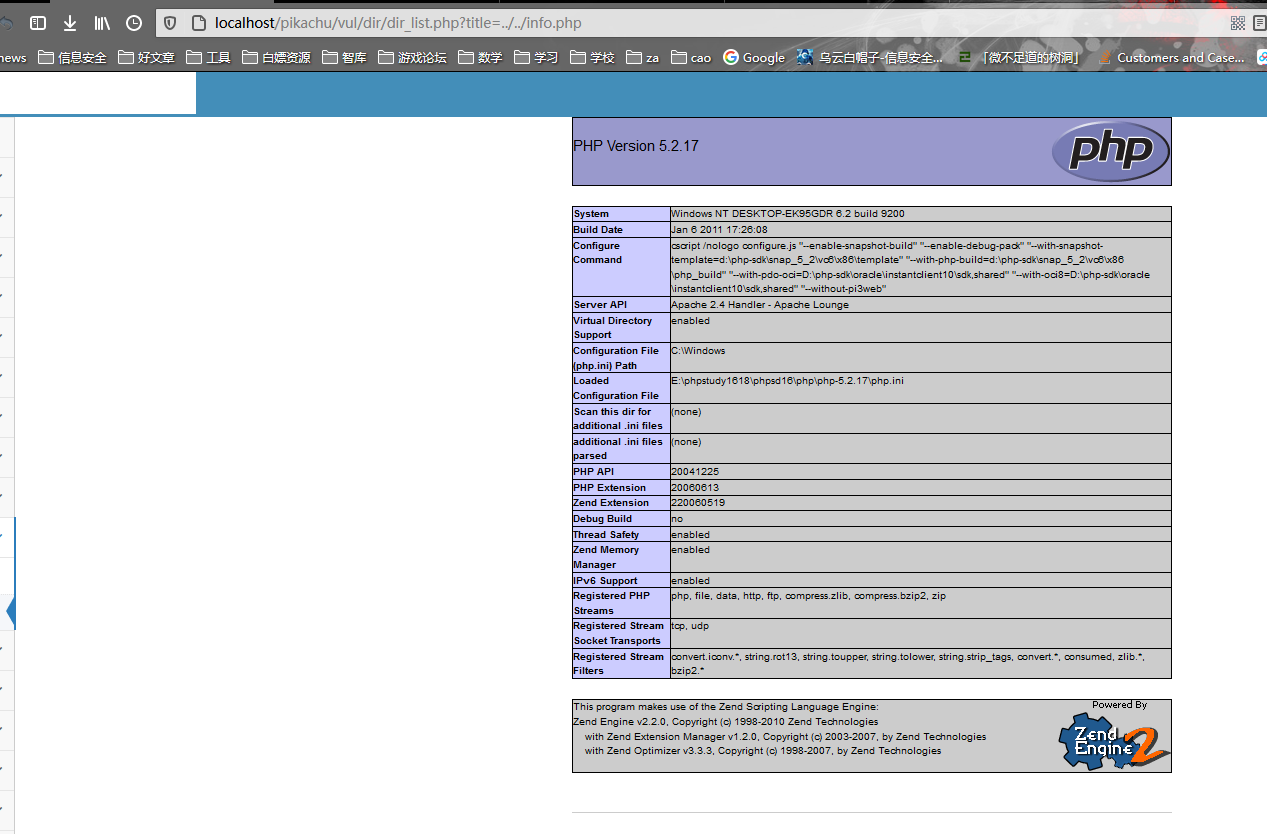 localhost/pikachu/vul/dir/dir_list.php?title=../../info.php
news 信息安全 好文章 工具 白嫖资源 智库 游戏论坛 数学 学习 学校 za cao Google 乌云白帽子-信息安全... 「微不足道的树洞」 Customers and Case...
PHP Version 5.2.17
php
System Windows NT DESKTOP-EK95GDR 6.2 build 9200
Build Date Jan 6 2011 17:26:08
Configure cscript /nologo configure.js "--enable-snapshot-build" "--enable-debug-pack" "--with-snapshot-
Command template=d:\php-sdk\snap_5_2\vc6\x86\template" "--with-php-build=d:\php-sdk\snap_5_2\vc6\x86
\php_build" "--with-pdo-oci=D:\php-sdk\oracle\instantclient10\sdk,shared" "--with-oci8=D:\php-sdk\oracle
\instantclient10\sdk,shared" "--without-pi3web"
Server API Apache 2.4 Handler - Apache Lounge
Virtual Directory enabled
Support
Configuration File C:\Windows
(php.ini) Path
Loaded E:\phpstudy1618\phpsd16\php\php-5.2.17\php.ini
Configuration File
Scan this dir for (none)
additional .ini files
additional .ini files (none)
parsed
PHP API 20041225
PHP Extension 20060613
Zend Extension 220060519
Debug Build no
Thread Safety enabled
Zend Memory enabled
Manager
IPv6 Support enabled
Registered PHP php, file, data, http, ftp, compress.zlib, compress.bzip2, zip
Streams
Registered Stream tcp, udp
Socket Transports
Registered Stream convert.iconv.*, string.rot13, string.toupper, string.tolower, string.strip_tags, convert.*, consumed, zlib.*,
Filters bzip2.*
This program makes use of the Zend Scripting Language Engine:
Zend Engine v2.2.0, Copyright (c) 1998-2010 Zend Technologies
with Zend Extension Manager v1.2.0, Copyright (c) 2003-2007, by Zend Technologies
with Zend Optimizer v3.3.3, Copyright (c) 1998-2007, by Zend Technologies
Powered By
Zend
Engine 2